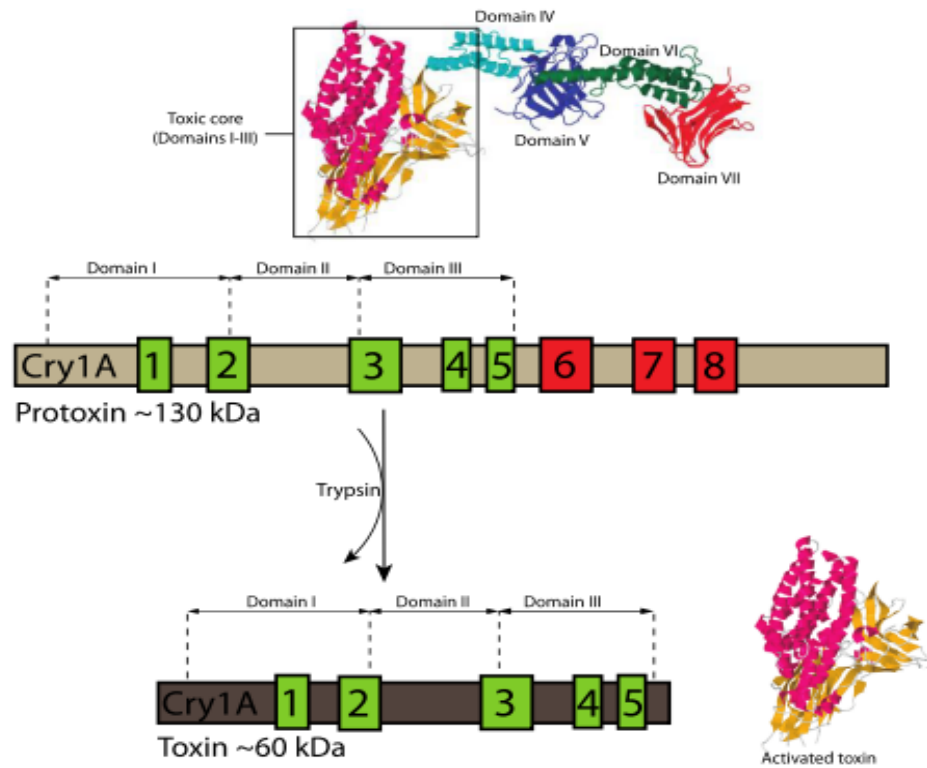 Domain IV
Domain VI
Toxic core
(Domains I-III)
Domain V
Domain VII
Domain I
Domain II
Domain III
Cry1A
1
2
3
4
5
6
7
8
Protoxin ~130 kDa
Trypsin
Domain I
Domain II
Domain III
Cry1A
1
2
3
4
5
Toxin ~60 kDa
Activated toxin